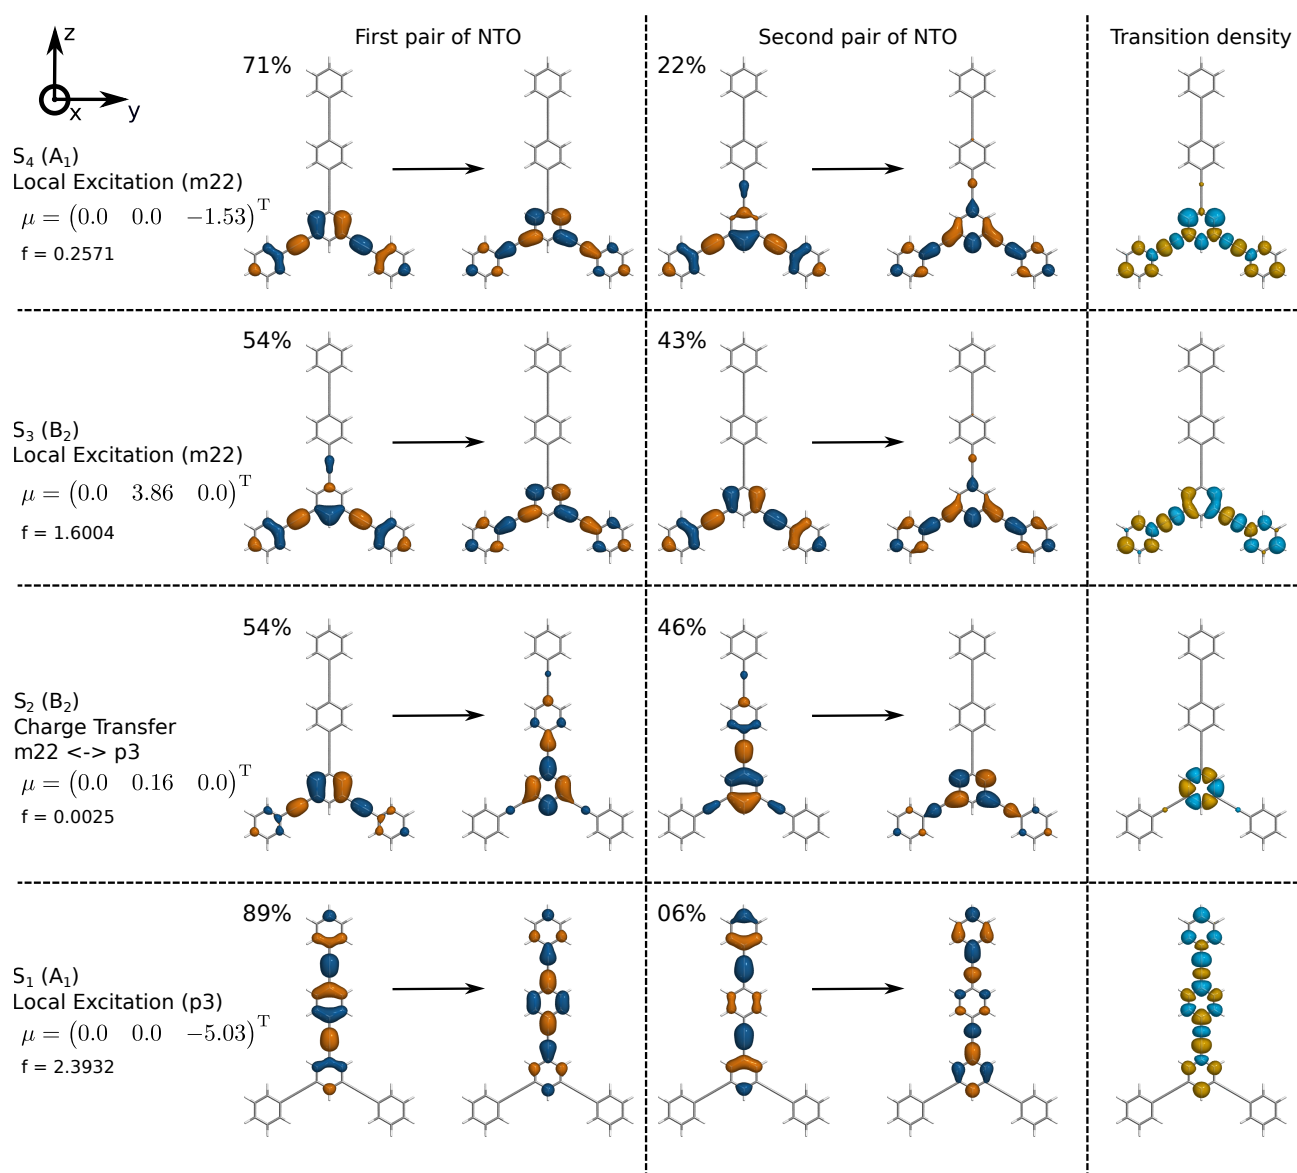 z
x
y
First pair of NTO
Second pair of NTO
Transition density
71%
22%
S₄ (A₁)
Local Excitation (m22)
μ = (0.0 0.0 −1.53)ᵀ
f = 0.2571
54%
43%
S₃ (B₂)
Local Excitation (m22)
μ = (0.0 3.86 0.0)ᵀ
f = 1.6004
54%
46%
S₂ (B₂)
Charge Transfer
m22 <-> p3
μ = (0.0 0.16 0.0)ᵀ
f = 0.0025
89%
06%
S₁ (A₁)
Local Excitation (p3)
μ = (0.0 0.0 −5.03)ᵀ
f = 2.3932